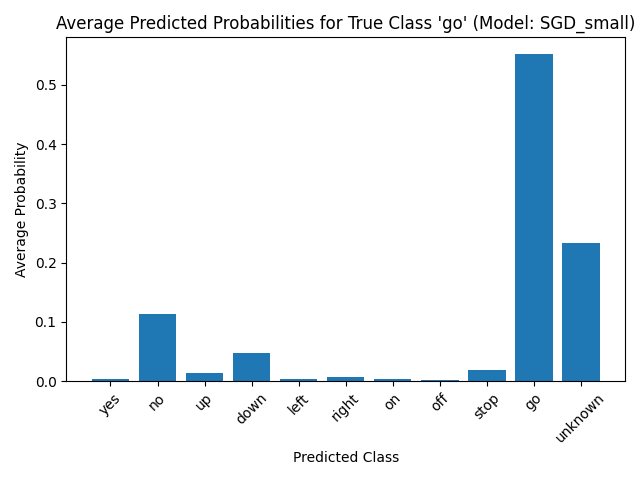 Average Predicted Probabilities for True Class 'go' (Model: SGD_small)
Average Probability
0.5
0.4
0.3
0.2
0.1
0.0
yes no up down left right on off stop go unknown
Predicted Class